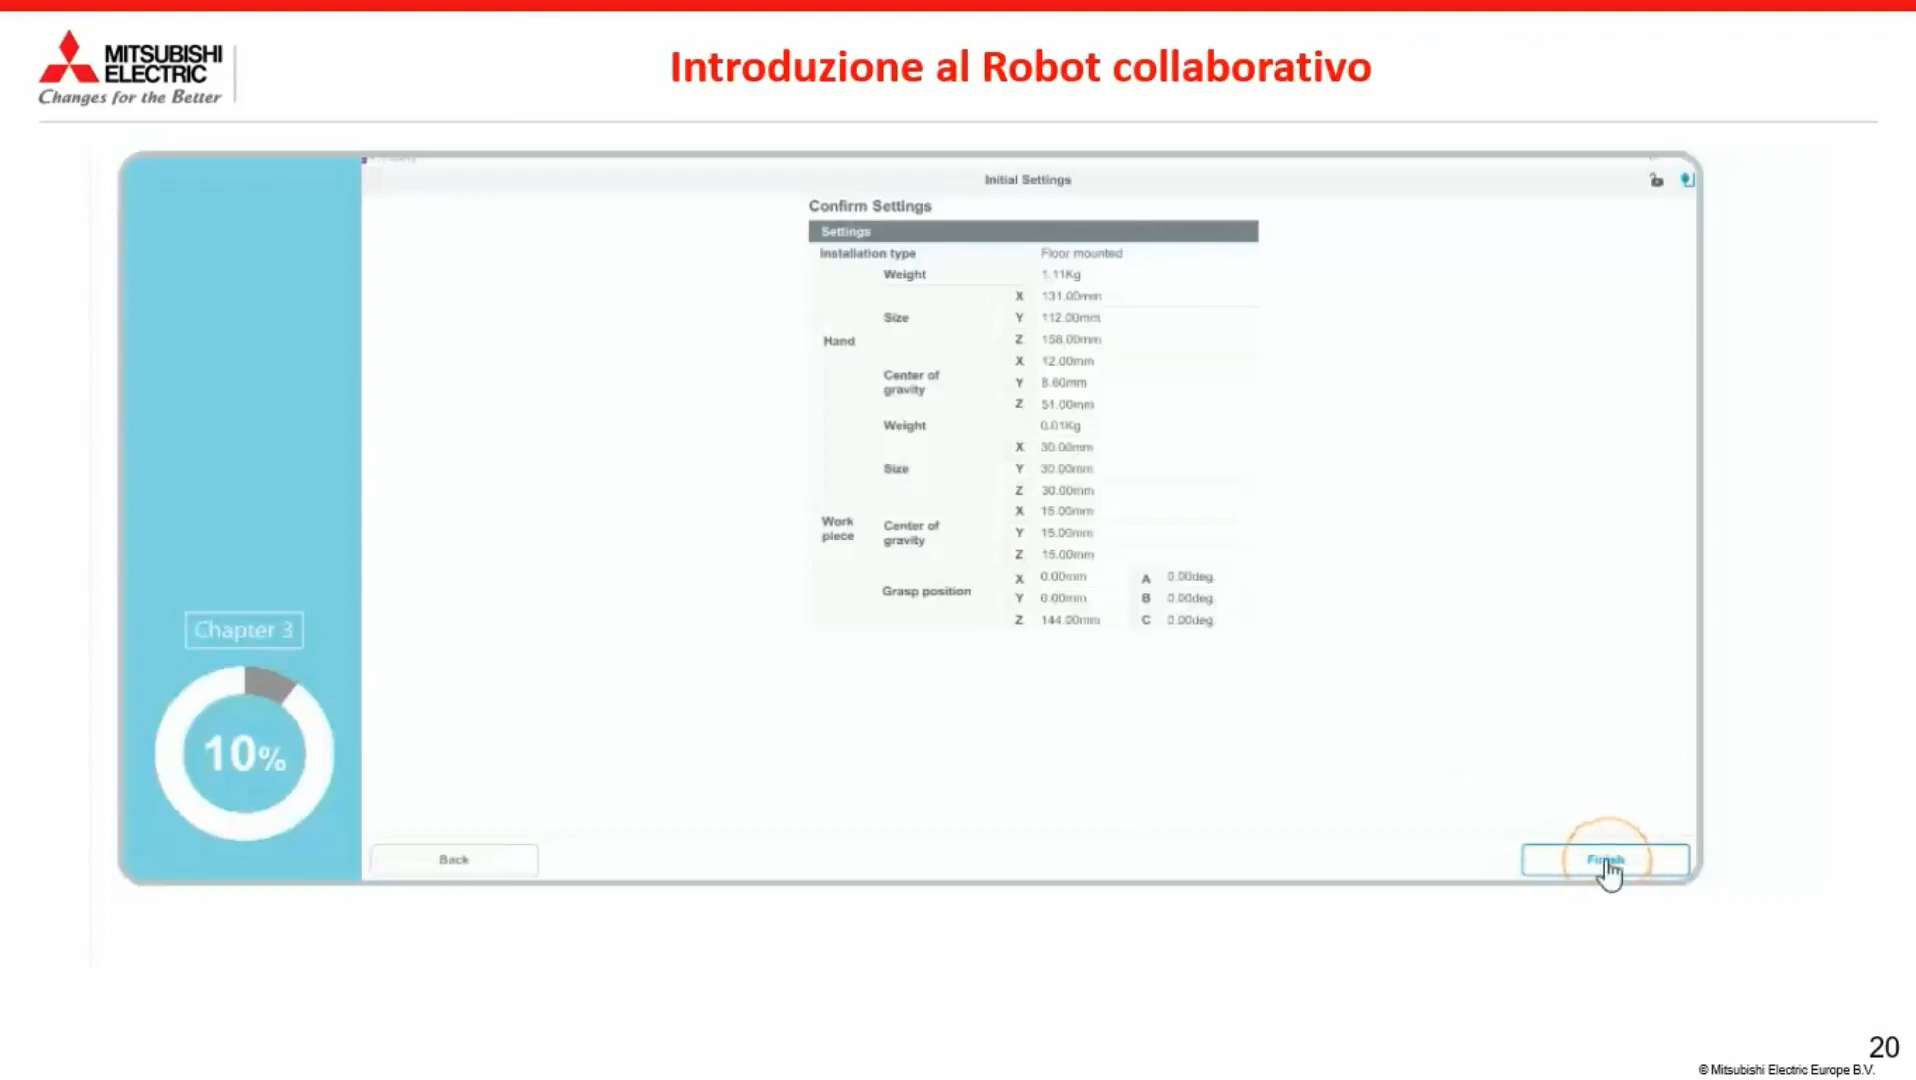 MITSUBISHI
ELECTRIC
Changes for the Better
Introduzione al Robot collaborativo
Initial Settings
Confirm Settings
Settings
Installation type Floor mounted
Hand
Weight 1.11Kg
Size
X 131.00mm
Y 112.00mm
Z 158.00mm
Center of
gravity
X 12.00mm
Y 8.60mm
Z 51.00mm
Work
piece
Weight 0.01Kg
Size
X 30.00mm
Y 30.00mm
Z 30.00mm
Center of
gravity
X 15.00mm
Y 15.00mm
Z 15.00mm
Grasp position
X 0.00mm A 0.00deg
Y 0.00mm B 0.00deg
Z 144.00mm C 0.00deg
Chapter 3
10%
Back
Finish
20
© Mitsubishi Electric Europe B.V.